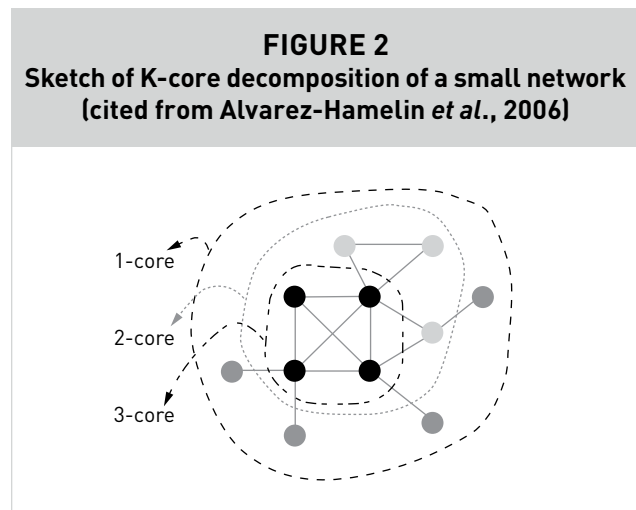 FIGURE 2
Sketch of K-core decomposition of a small network
(cited from Alvarez-Hamelin et al., 2006)
1-core
2-core
3-core